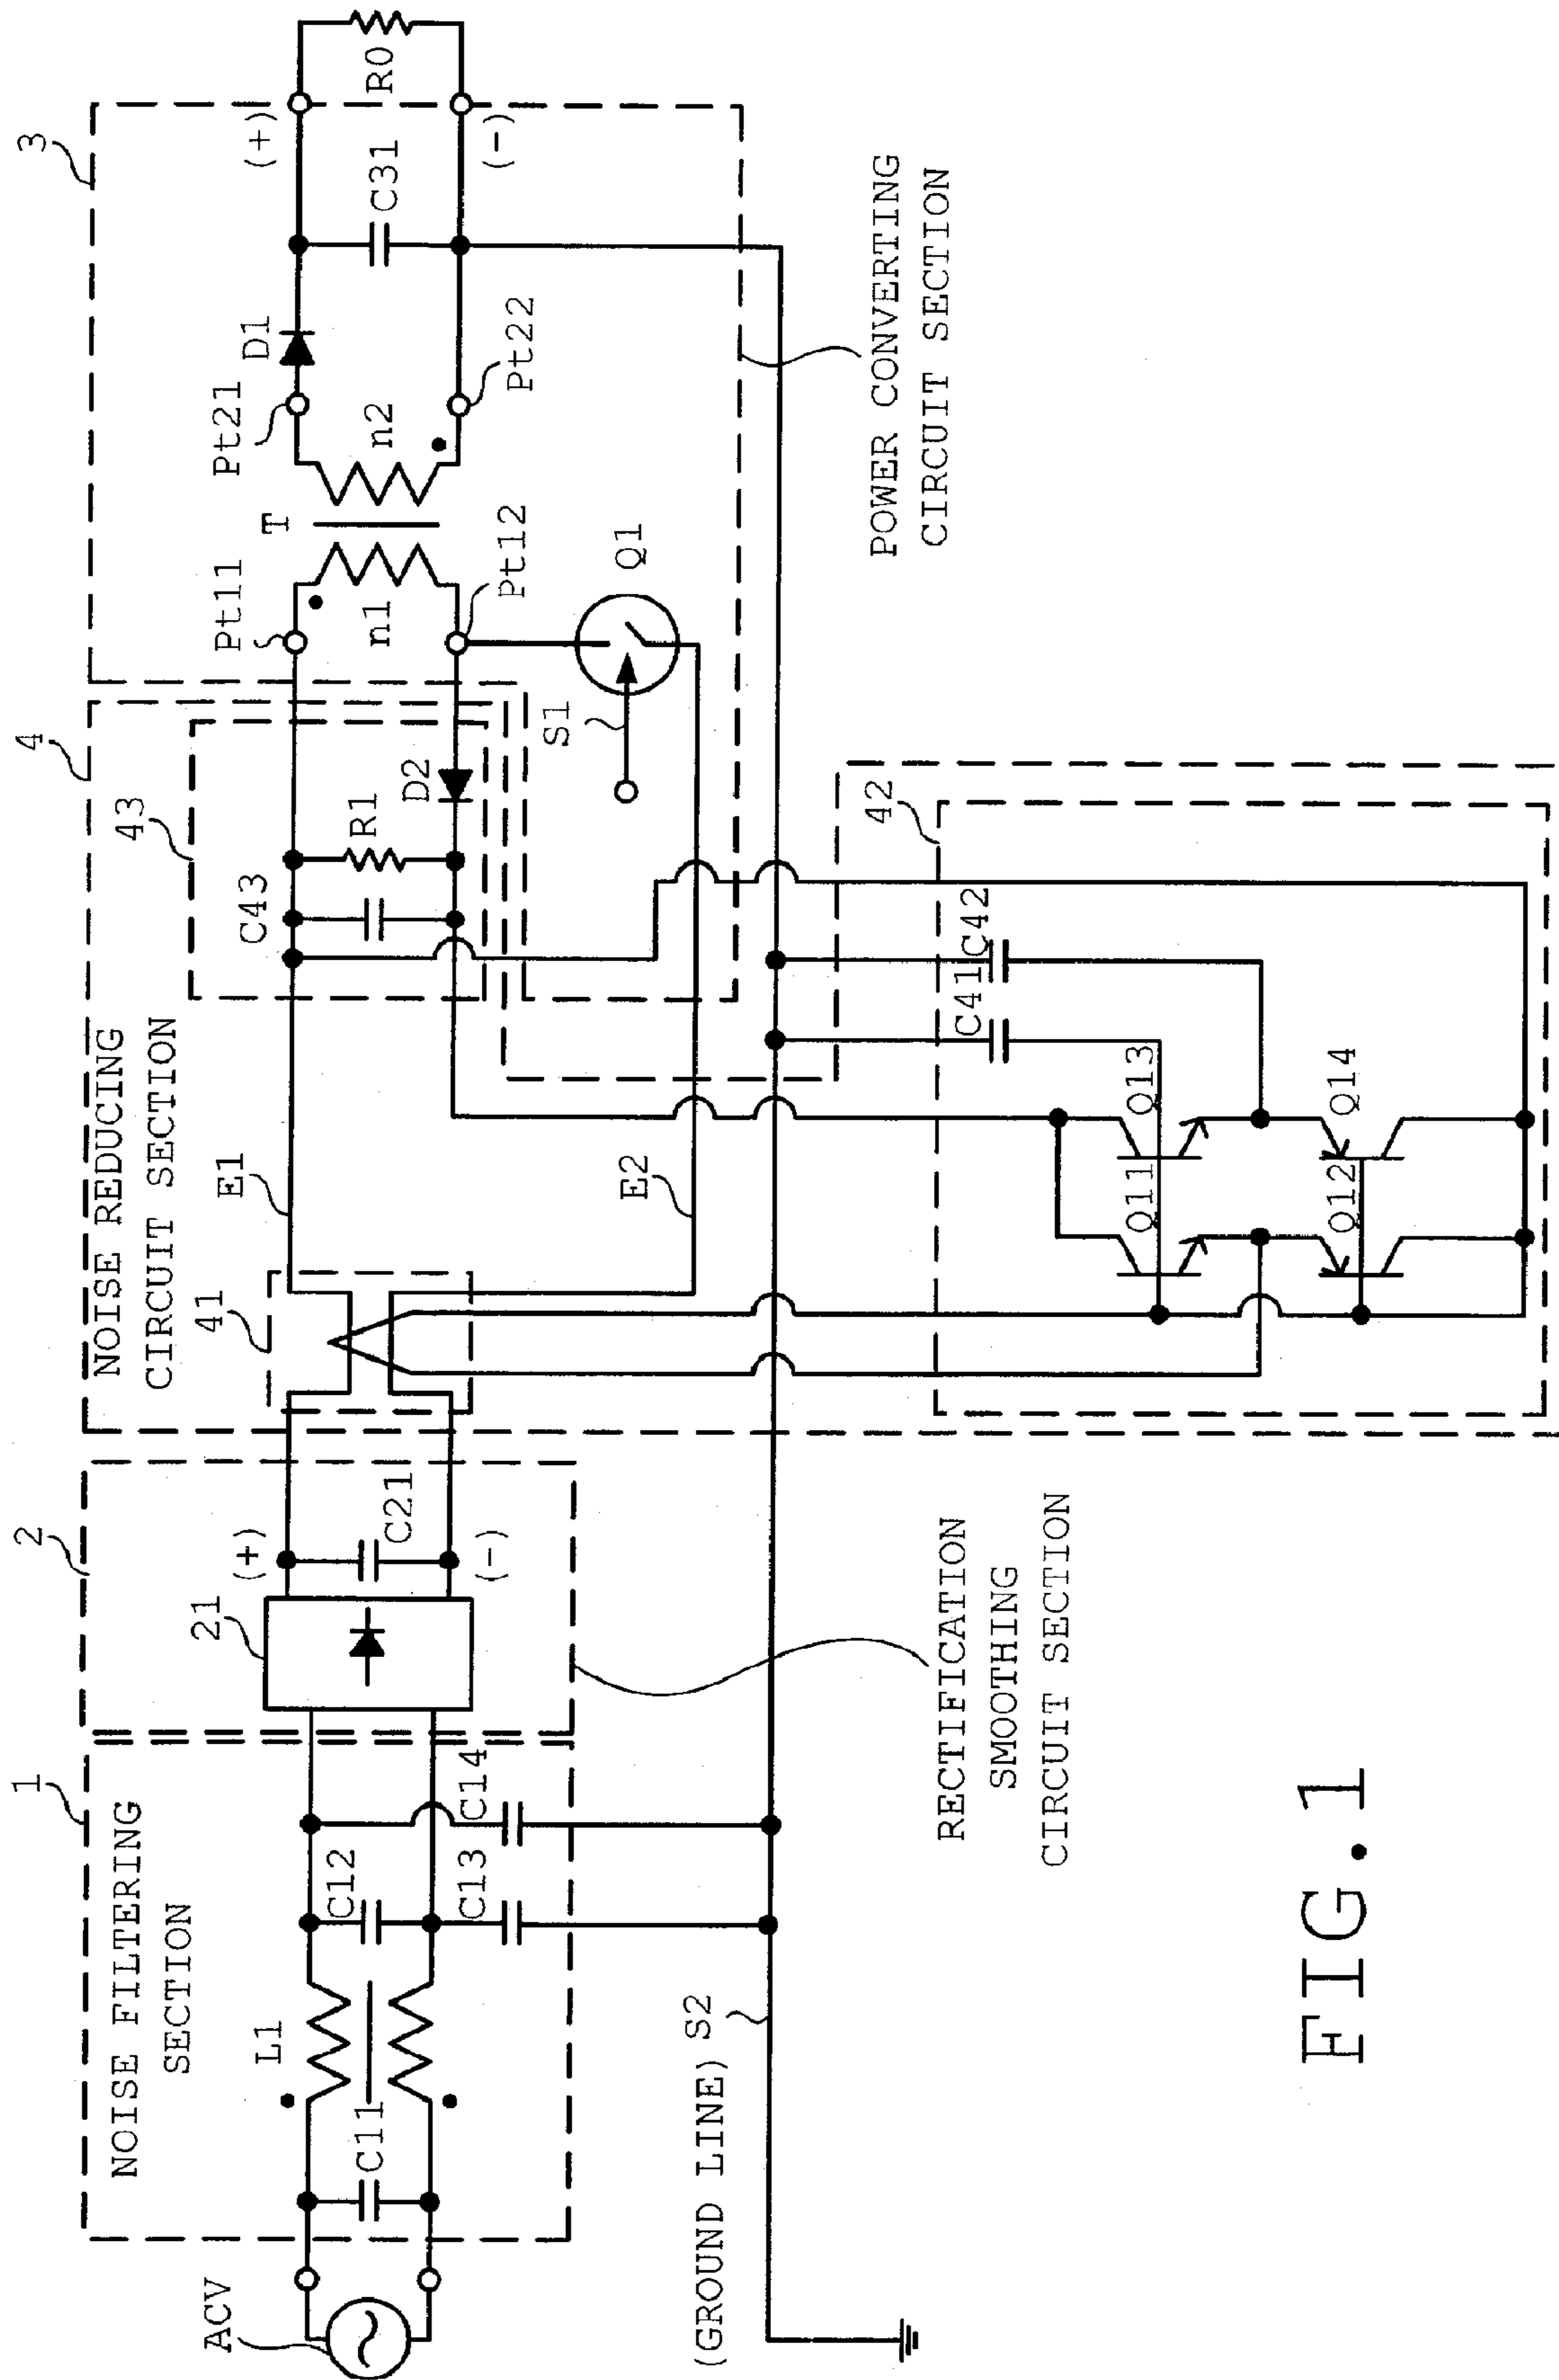 1
NOISE FILTERING
SECTION
ACV
C11
L1
C12
C13
C14
(GROUND LINE) S2
2
21
(+)
C21
(-)
RECTIFICATION
SMOOTHING
CIRCUIT SECTION
4
NOISE REDUCING
CIRCUIT SECTION
41
E1
E2
43
C43
R1
D2
42
C41
C42
Q11
Q13
Q12
Q14
3
Pt11
n1
Pt12
T
n2
Pt21
Pt22
D1
C31
(+)
(-)
R0
S1
Q1
POWER CONVERTING
CIRCUIT SECTION
FIG.1